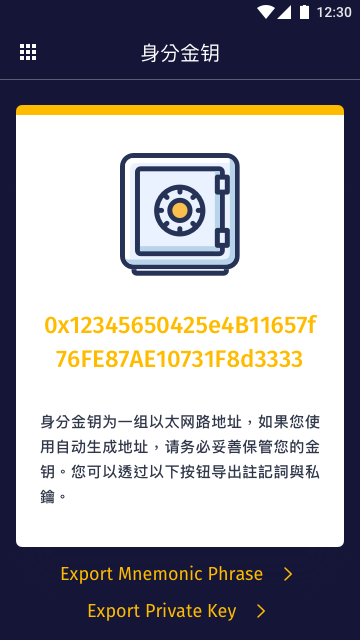 12:30
身分金钥
0x12345650425e4B11657f
76FE87AE10731F8d3333
身分金钥为一组以太网路地址，如果您使
用自动生成地址，请务必妥善保管您的金
钥。您可以透过以下按钮导出註記詞與私
鑰。
Export Mnemonic Phrase
Export Private Key